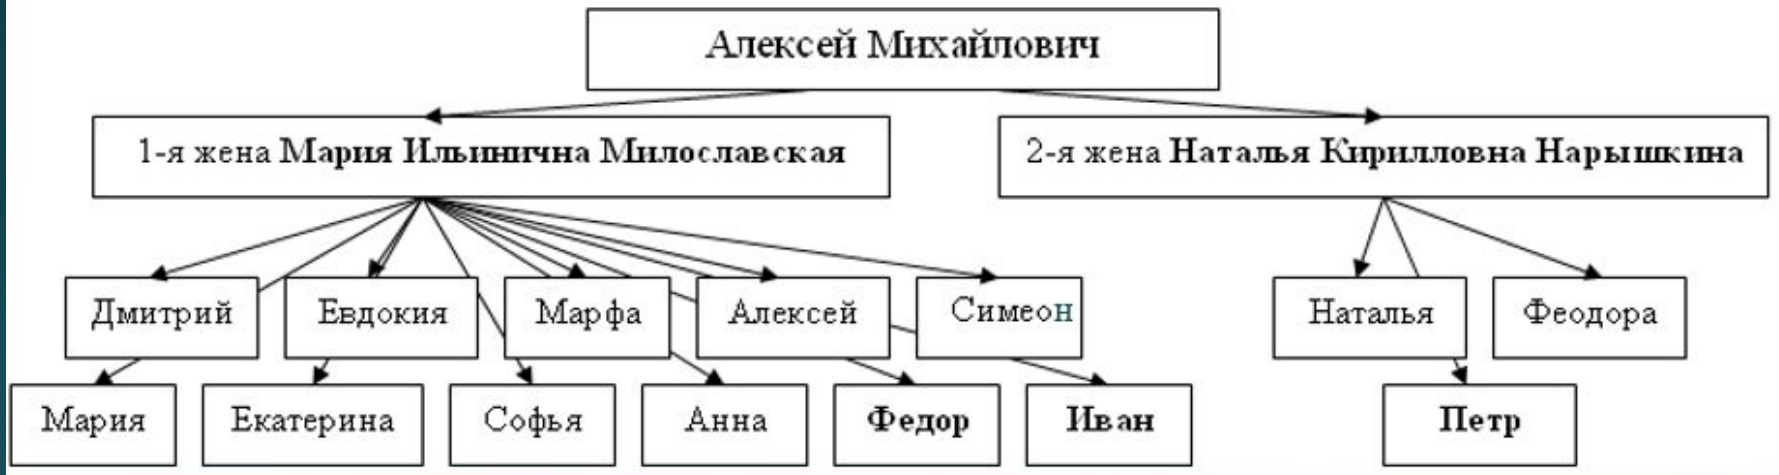 Алексей Михайлович
1-я жена Мария Ильинична Милославская
2-я жена Наталья Кирилловна Нарышкина
Дмитрий
Евдокия
Марфа
Алексей
Симеон
Наталья
Феодора
Мария
Екатерина
Софья
Анна
Федор
Иван
Петр